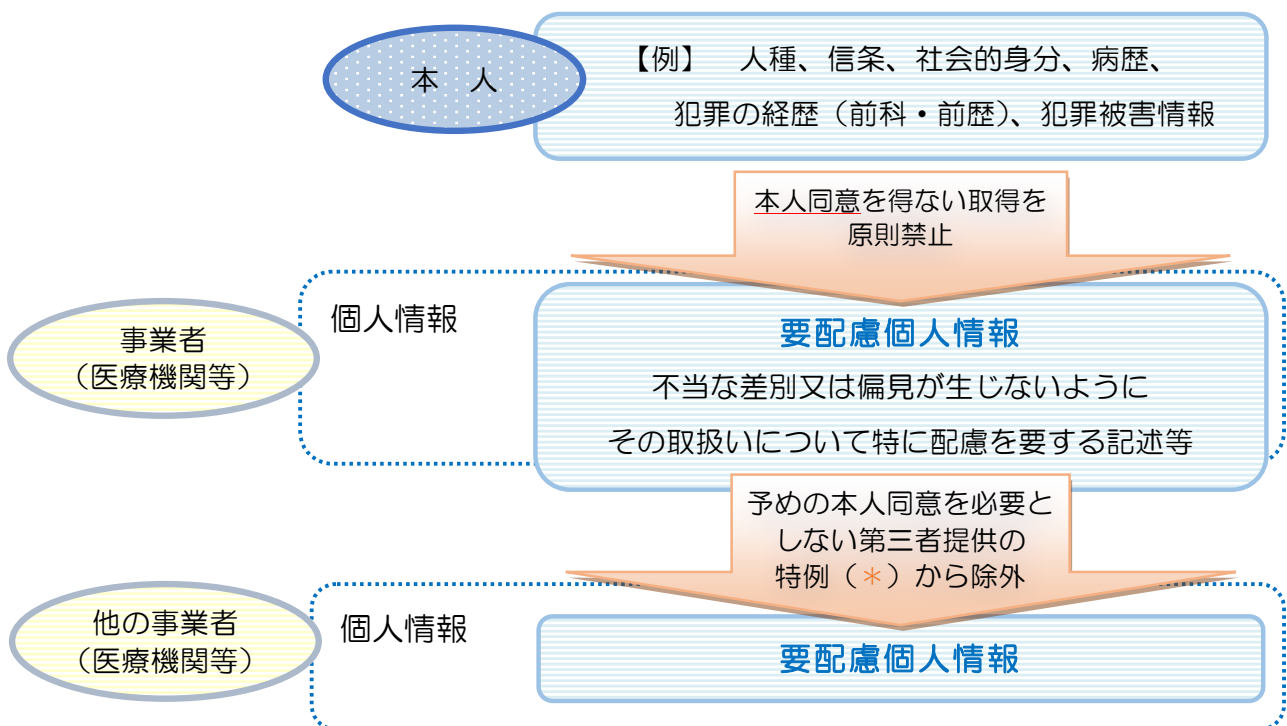 本　人
【例】　人種、信条、社会的身分、病歴、
犯罪の経歴（前科・前歴）、犯罪被害情報
本人同意を得ない取得を
原則禁止
事業者
（医療機関等）
個人情報
要配慮個人情報
不当な差別又は偏見が生じないように
その取扱いについて特に配慮を要する記述等
予めの本人同意を必要と
しない第三者提供の
特例（＊）から除外
他の事業者
（医療機関等）
個人情報
要配慮個人情報